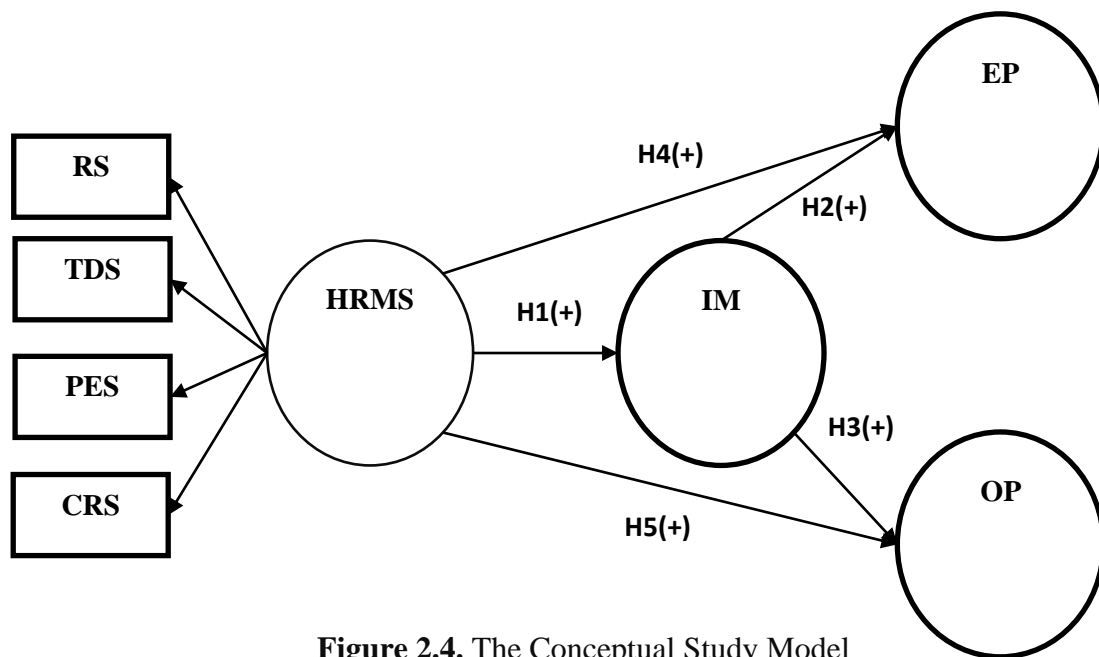 EP
RS
H4(+)
H2(+)
TDS
HRMS
IM
H1(+)
PES
H3(+)
CRS
OP
H5(+)
Figure 2.4. The Conceptual Study Model